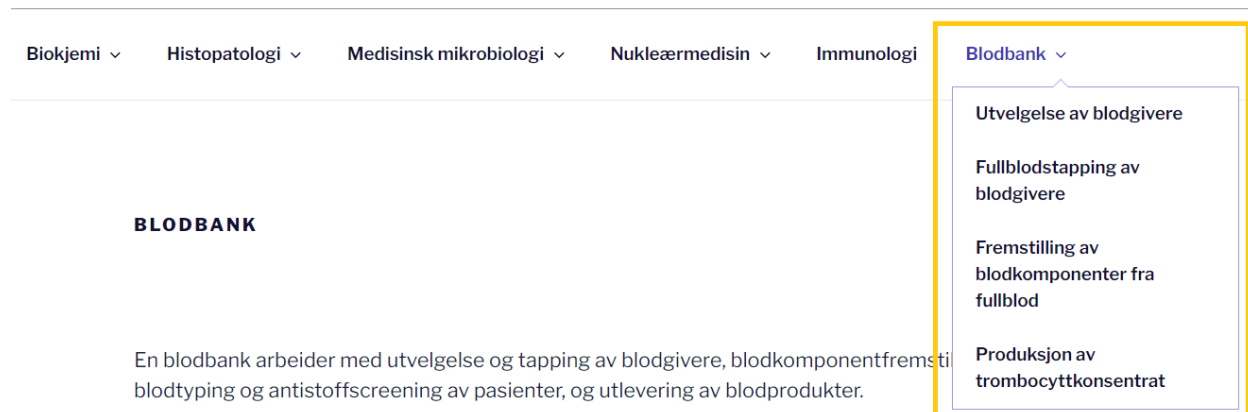 Biokjemi Histopatologi Medisinsk mikrobiologi Nukleærmedisin Immunologi Blodbank
Utvelgelse av blodgivere
Fullblodstapping av
blodgivere
Fremstilling av
blodkomponenter fra
fullblod
Produksjon av
trombocyttkonsentrat
BLODBANK
En blodbank arbeider med utvelgelse og tapping av blodgivere,
blodtyping og antistoffscreening av pasienter, og utlevering av blodprodukter.